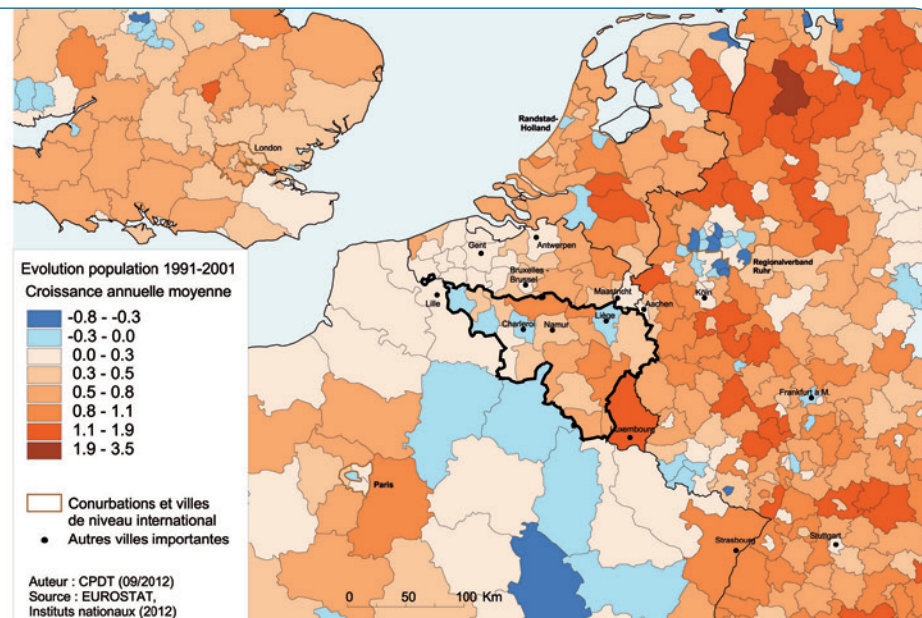 London
Randstad-
Holland
Gent
Antwerpen
Bruxelles -
Brussel
Maastricht
Regionalverband
Ruhr
Köln
Aachen
Lille
Charleroi
Namur
Liège
Frankfurt a M.
Luxembourg
Paris
Strasbourg
Stuttgart
Evolution population 1991-2001
Croissance annuelle moyenne
-0.8 - -0.3
-0.3 - 0.0
0.0 - 0.3
0.3 - 0.5
0.5 - 0.8
0.8 - 1.1
1.1 - 1.9
1.9 - 3.5
Conurbations et villes
de niveau international
Autres villes importantes
Auteur : CPDT (09/2012)
Source : EUROSTAT,
Instituts nationaux (2012)
0 50 100 Km